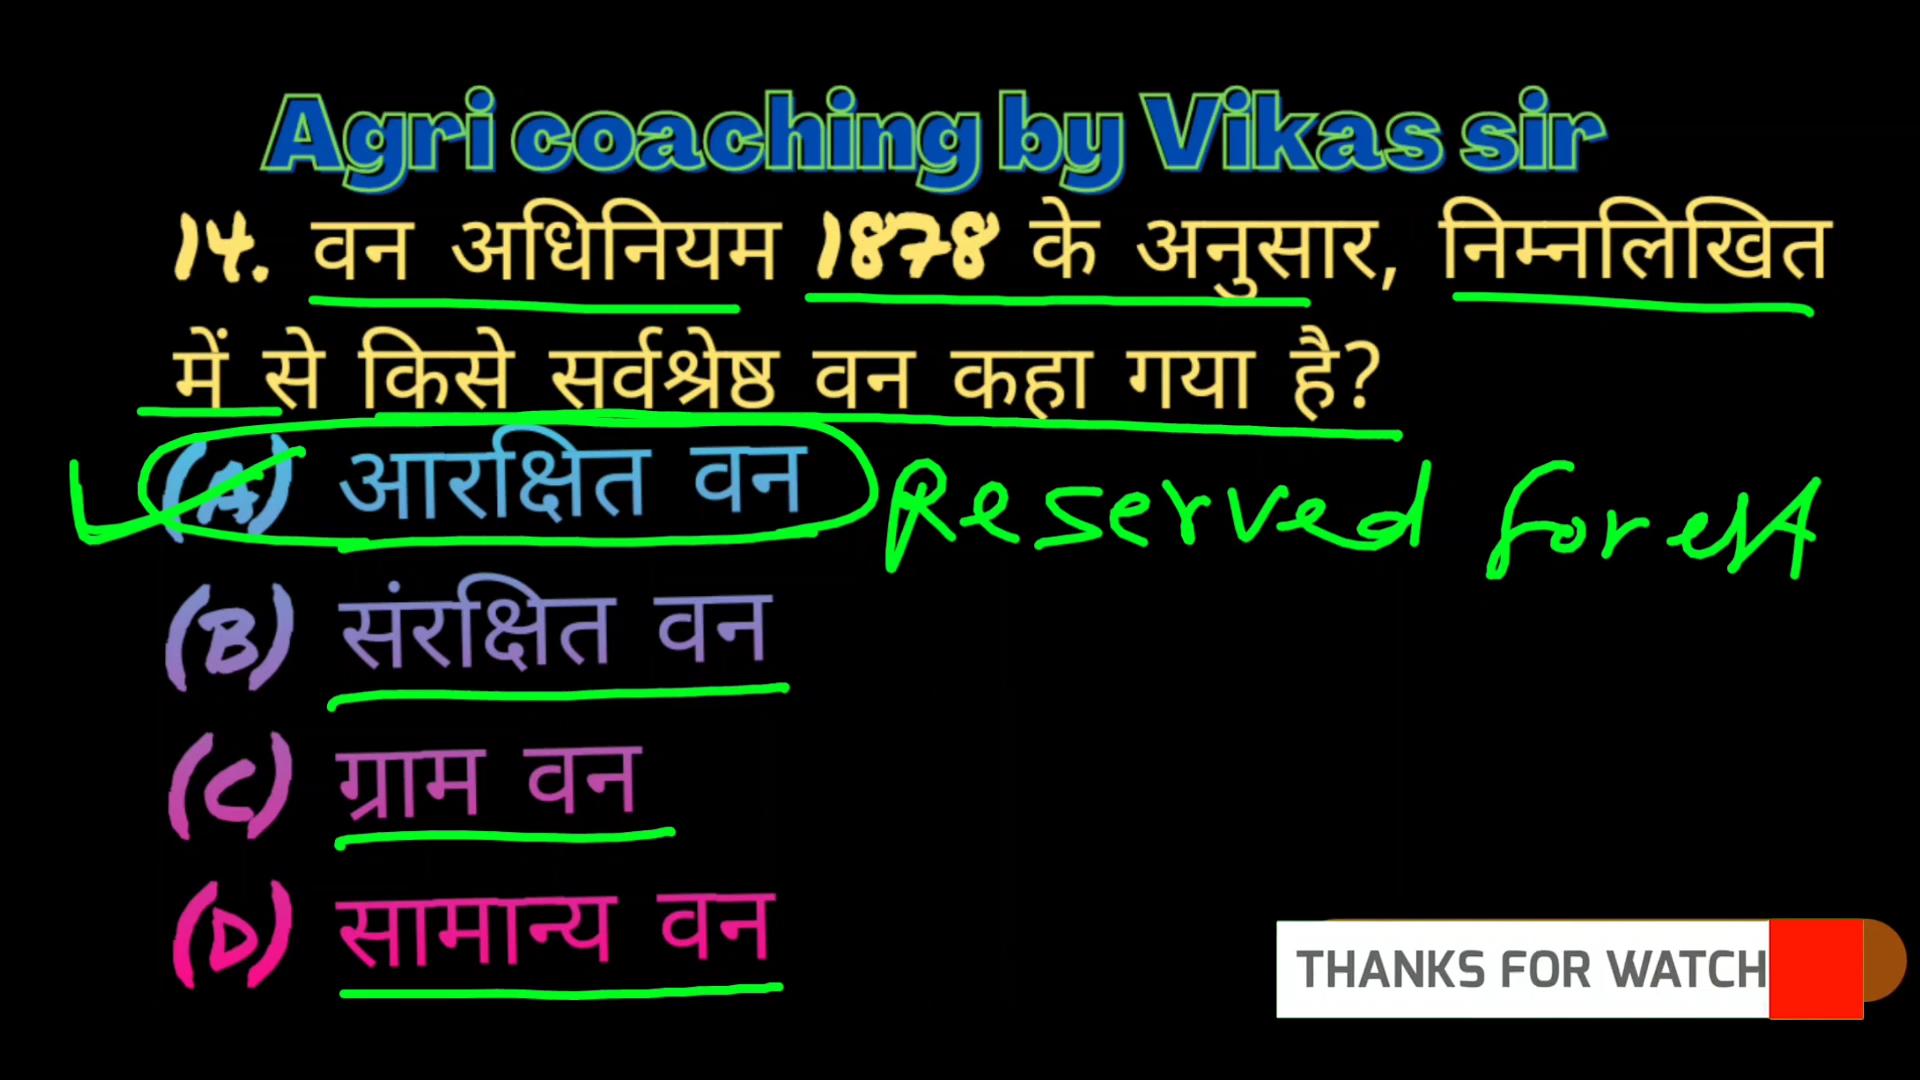 Agri coaching by Vikas sir
14. वन अधिनियम 1878 के अनुसार, निम्नलिखित
में से किसे सर्वश्रेष्ठ वन कहा गया है?
(A) आरक्षित वन Reserved forest
(B) संरक्षित वन
(C) ग्राम वन
(D) सामान्य वन
THANKS FOR WATCH